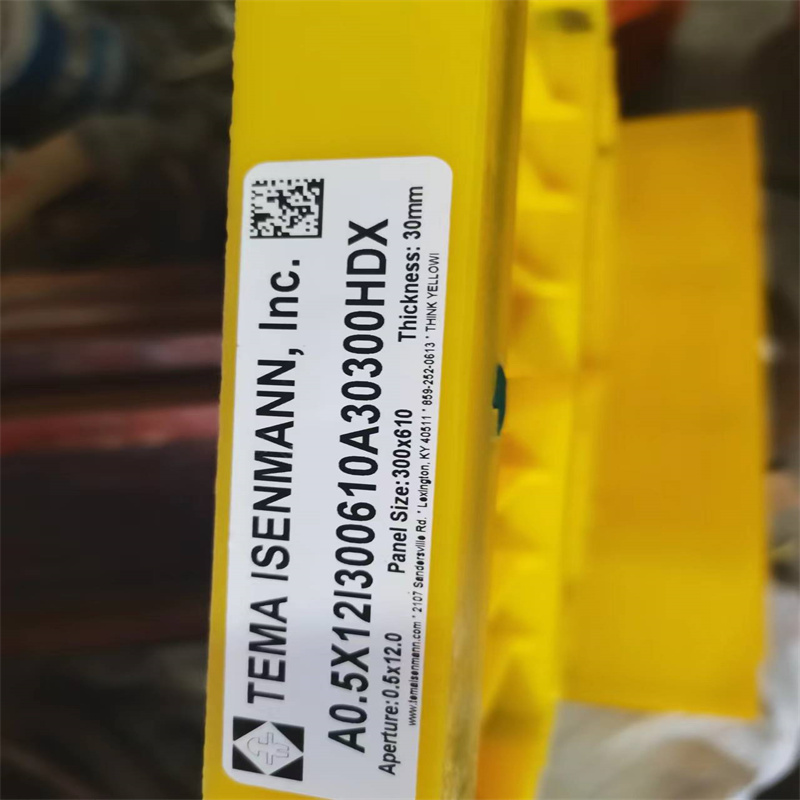 TEMA ISENMANN, Inc.
A0.5X12I300610A30300HDX
Aperture: 0.5x12.0 Panel Size: 300x610 Thickness: 30mm
www.temaisenmann.com * 2107 Sandersville Rd. * Lexington, KY 40511 * 859-252-0613 * THINK YELLOW!